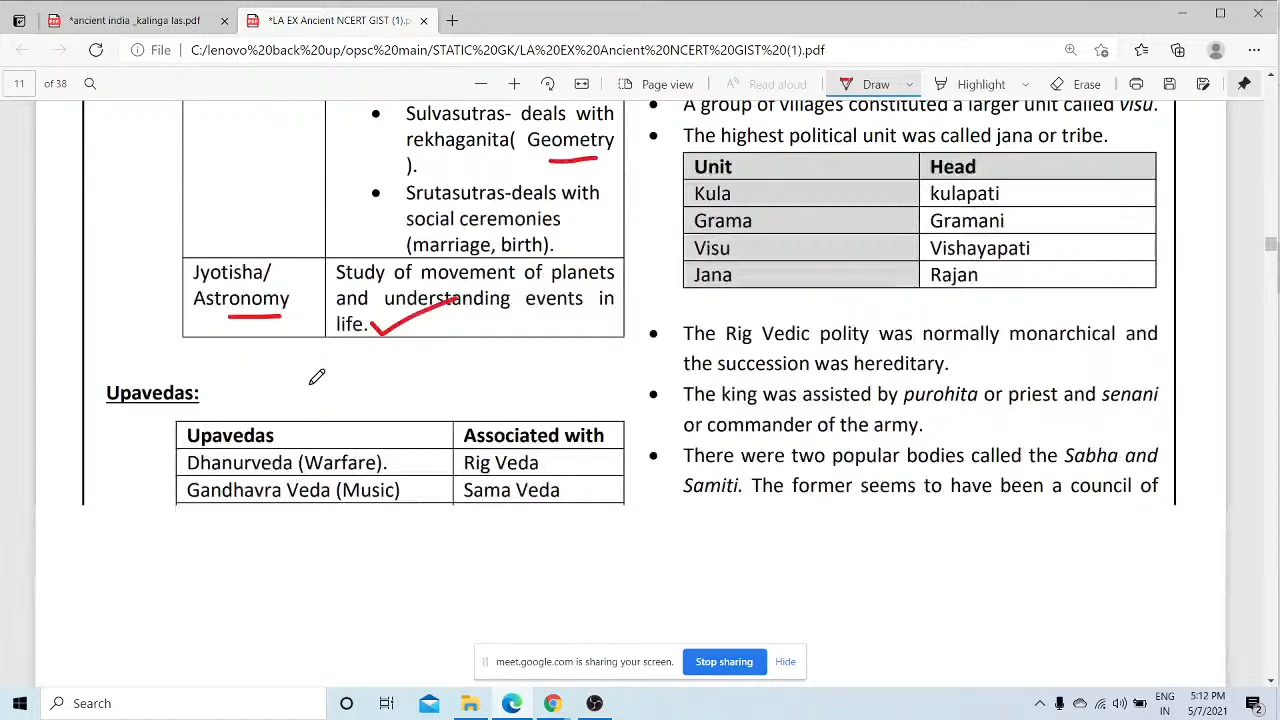 *ancient india _kalinga las.pdf
*LA EX Ancient NCERT GIST (1).p
File
C:/lenovo%20back%20up/opsc%20main/STATIC%20GK/LA%20EX%20Ancient%20NCERT%20GIST%20(1).pdf
11 of 38
Page view
Read aloud
Draw
Highlight
Erase
• Sulvasutras- deals with
rekhaganita( Geometry
).
• Srutasutras-deals with
social ceremonies
(marriage, birth).
Jyotisha/
Astronomy
Study of movement of planets
and understanding events in
life.
Upavedas:
Upavedas Associated with
Dhanurveda (Warfare). Rig Veda
Gandhavra Veda (Music) Sama Veda
• A group of villages constituted a larger unit called visu.
• The highest political unit was called jana or tribe.
Unit Head
Kula kulapati
Grama Gramani
Visu Vishayapati
Jana Rajan
• The Rig Vedic polity was normally monarchical and
the succession was hereditary.
• The king was assisted by purohita or priest and senani
or commander of the army.
• There were two popular bodies called the Sabha and
Samiti. The former seems to have been a council of
meet.google.com is sharing your screen.
Stop sharing
Hide
Search
ENG
IN
5:12 PM
5/7/2021
2